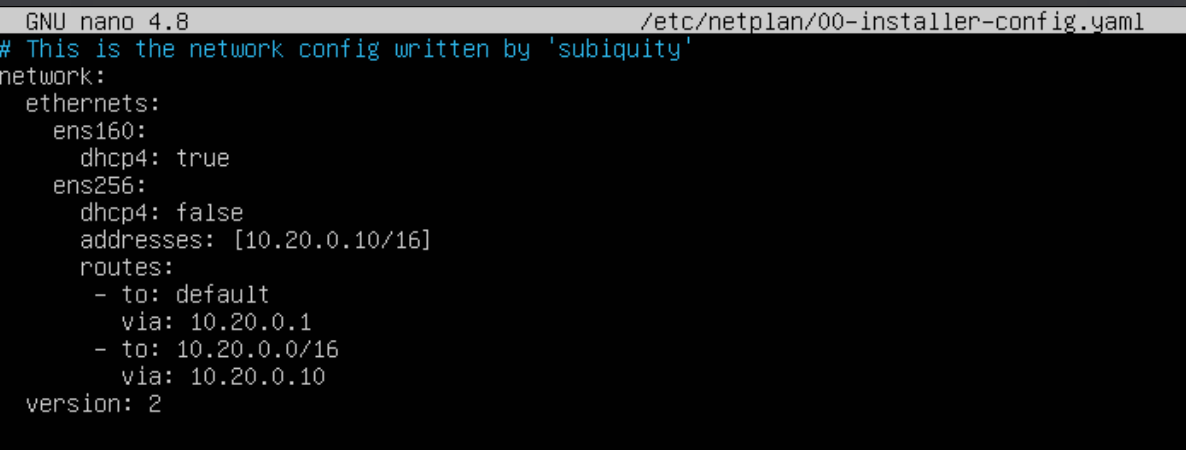 GNU nano 4.8 /etc/netplan/00-installer-config.yaml
# This is the network config written by 'subiquity'
network:
  ethernets:
    ens160:
      dhcp4: true
    ens256:
      dhcp4: false
      addresses: [10.20.0.10/16]
      routes:
       - to: default
         via: 10.20.0.1
       - to: 10.20.0.0/16
         via: 10.20.0.10
  version: 2